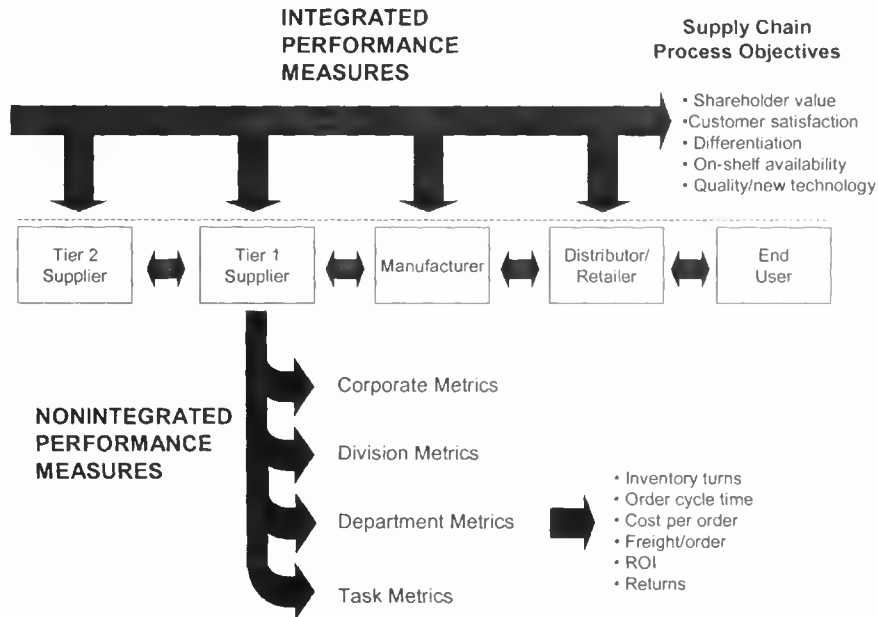 INTEGRATED
PERFORMANCE
MEASURES
Supply Chain
Process Objectives
• Shareholder value
•Customer satisfaction
• Differentiation
• On-shelf availability
• Quality/new technology
Tier 2
Supplier
Tier 1
Supplier
Manufacturer
Distributor/
Retailer
End
User
NONINTEGRATED
PERFORMANCE
MEASURES
Corporate Metrics
Division Metrics
Department Metrics
Task Metrics
• Inventory turns
• Order cycle time
• Cost per order
• Freight/order
• ROI
• Returns